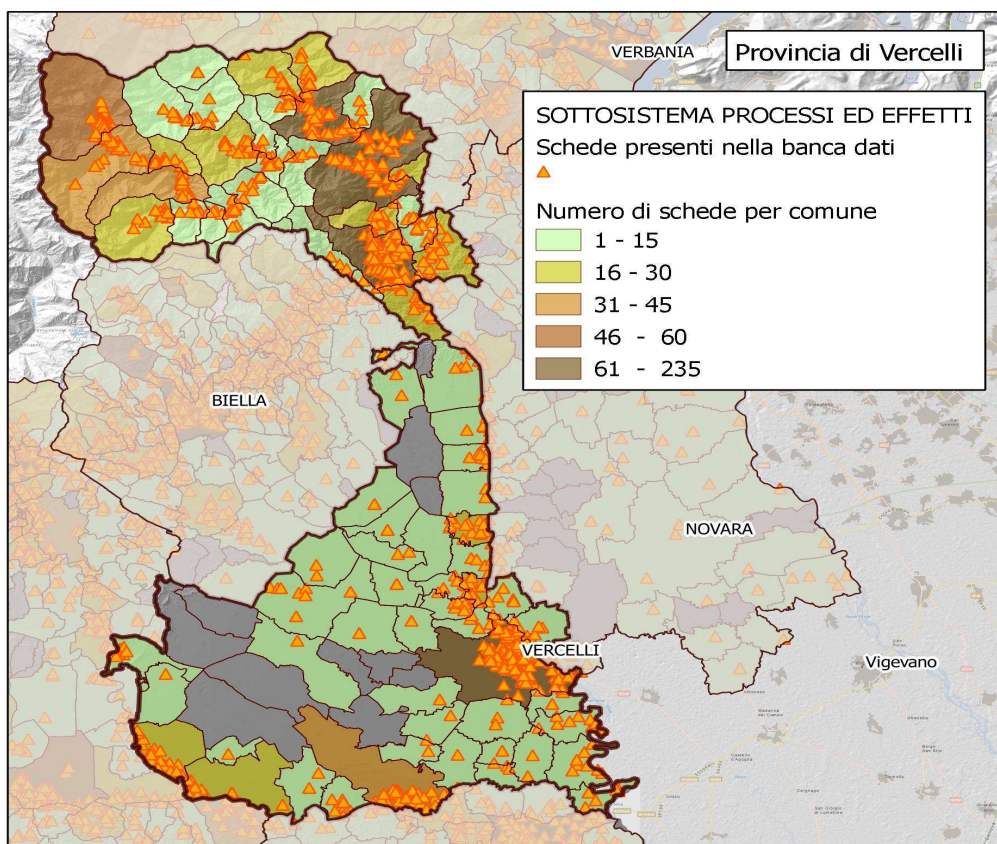 VERBANIA
Provincia di Vercelli
SOTTOSISTEMA PROCESSI ED EFFETTI
Schede presenti nella banca dati
Numero di schede per comune
1 - 15
16 - 30
31 - 45
46 - 60
61 - 235
BIELLA
NOVARA
VERCELLI
Vigevano